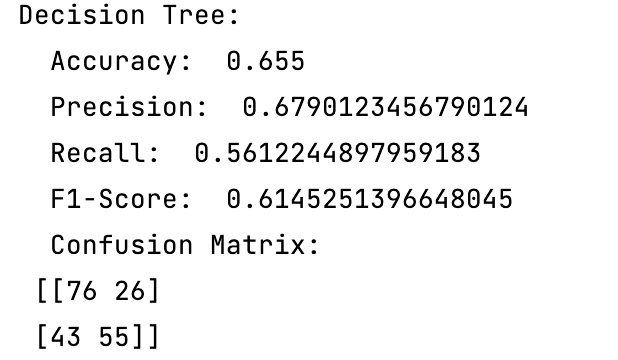 Decision Tree:
Accuracy:  0.655
Precision:  0.6790123456790124
Recall:  0.5612244897959183
F1-Score:  0.6145251396648045
Confusion Matrix:
[[76 26]
[43 55]]